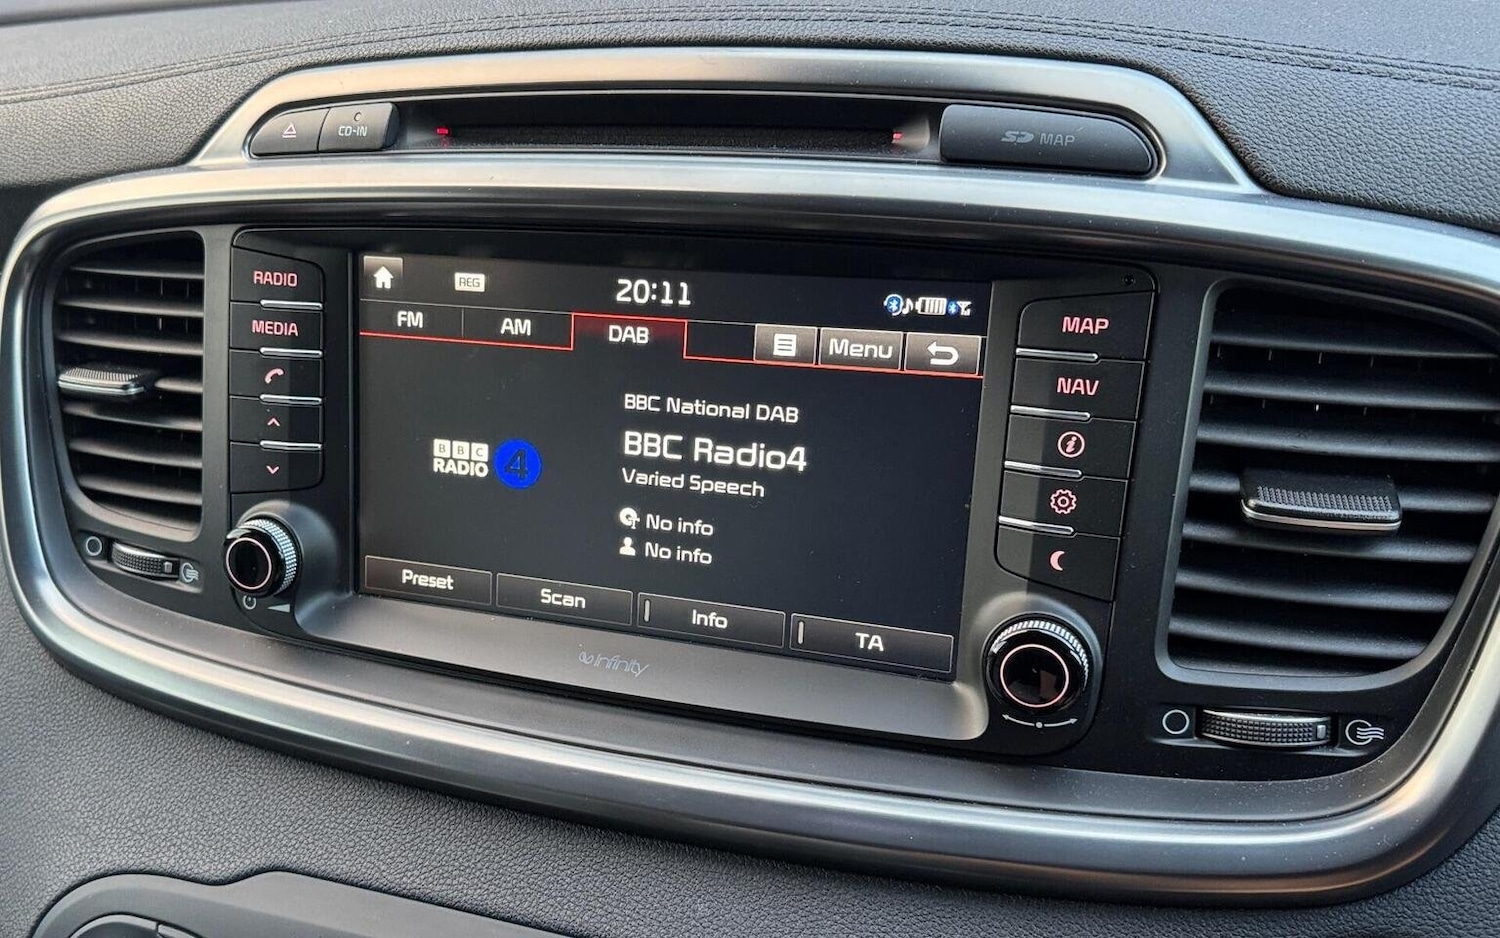 CD-IN
SD MAP
RADIO
MEDIA
MAP
NAV
REG
20:11
FM
AM
DAB
Menu
BBC National DAB
BBC RADIO 4
BBC Radio4
Varied Speech
No info
No info
Preset
Scan
Info
TA
infinity